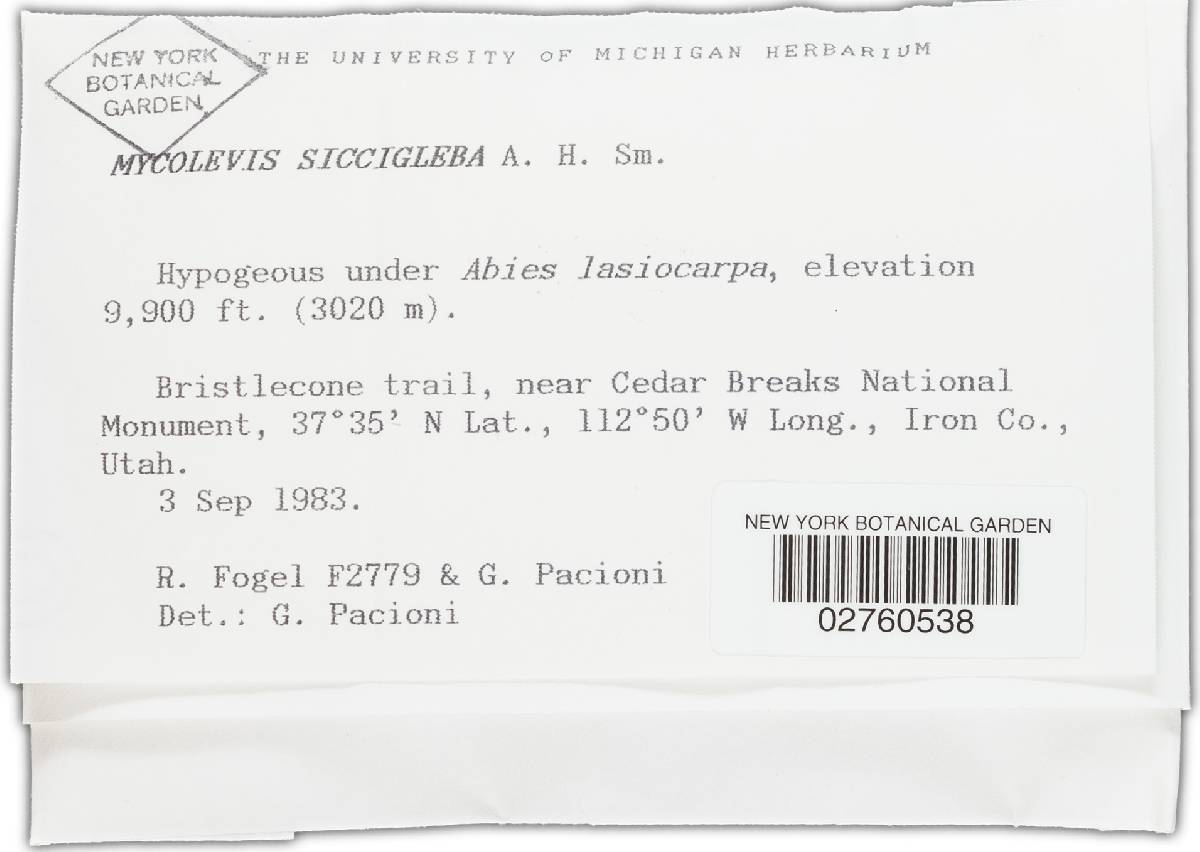 NEW YORK
BOTANICAL
GARDEN
THE UNIVERSITY OF MICHIGAN HERBARIUM
MYCOLEVIS SICCIGLEBA A. H. Sm.
Hypogeous under Abies lasiocarpa, elevation
9,900 ft. (3020 m).
Bristlecone trail, near Cedar Breaks National
Monument, 37°35' N Lat., 112°50' W Long., Iron Co.,
Utah.
3 Sep 1983.
R. Fogel F2779 & G. Pacioni
Det.: G. Pacioni
NEW YORK BOTANICAL GARDEN
02760538